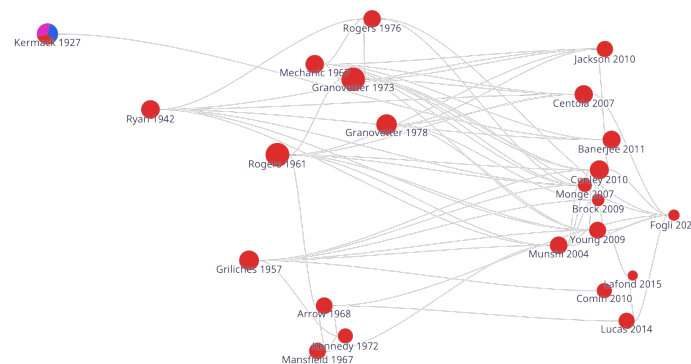 Rogers 1976
Kermack 1927
Jackson 2010
Mechanic 196
Granovetter 1973
Centola 2007
Ryan 1942
Granovetter 1978
Banerjee 2011
Rogers 1961
Conley 2010
Monge 2007
Brock 2009
Fogli 202
Young 2009
Munshi 2004
Griliches 1957
Lafond 2015
Comin 2010
Arrow 1968
Lucas 2014
Kennedy 1972
Mansfield 1967